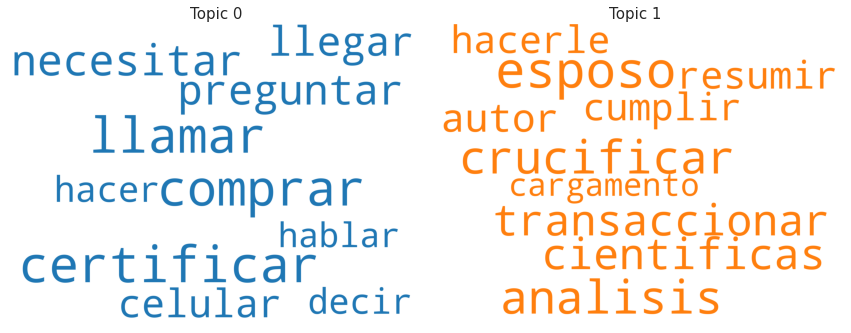 Topic 0
necesitar
llegar
preguntar
llamar
hacer
comprar
hablar
certificar
celular
decir
Topic 1
hacerle
esposo
resumir
autor
cumplir
crucificar
cargamento
transaccionar
cientificas
analisis